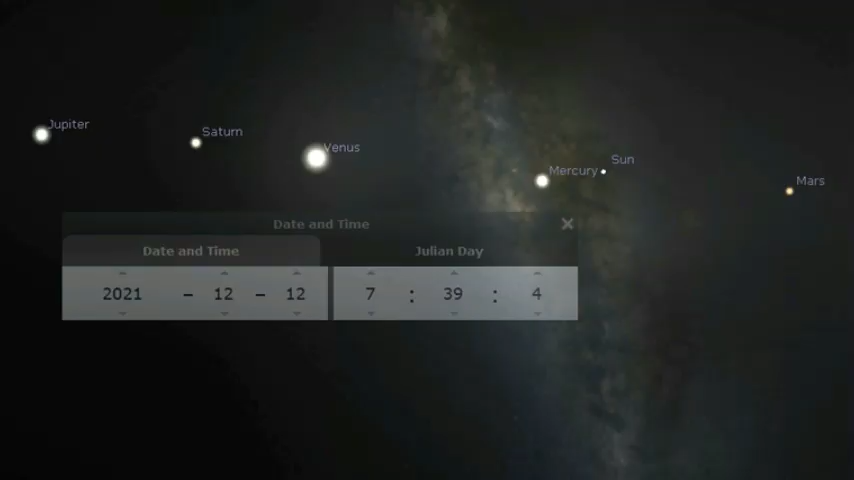 Jupiter
Saturn
Venus
Sun
Mercury
Mars
Date and Time
Date and Time
Julian Day
2021 – 12 – 12
7 : 39 : 4